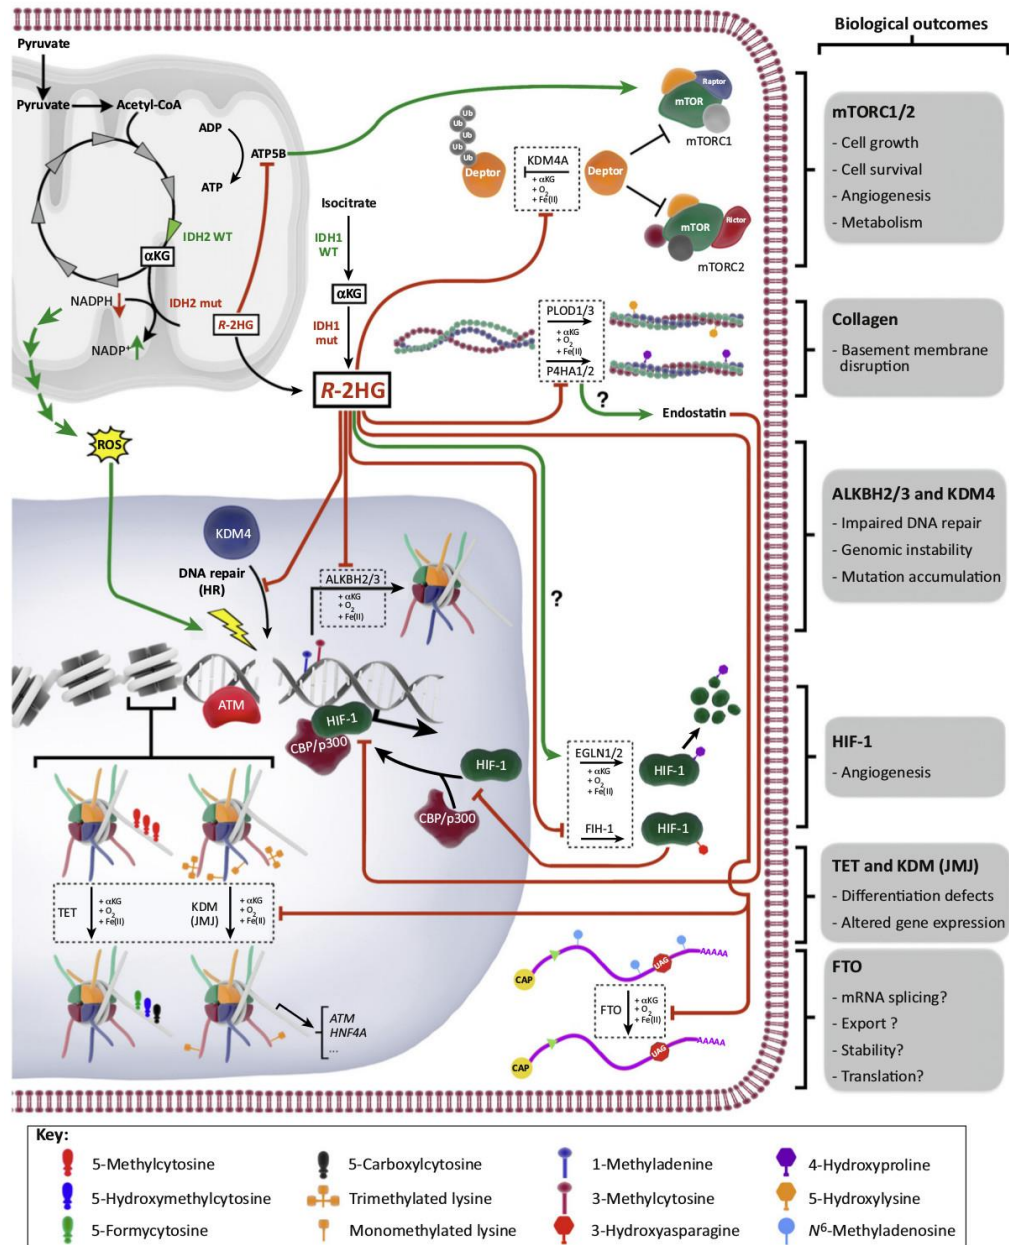 Biological outcomes
Pyruvate
Pyruvate
Acetyl-CoA
ADP
ATP
ATP5B
IDH2 WT
αKG
NADPH
IDH2 mut
NADP+
R-2HG
ROS
Isocitrate
IDH1
WT
αKG
IDH1
mut
R-2HG
Ub
Ub
Ub
Ub
Ub
Deptor
KDM4A
+ αKG
+ O2
+ Fe(II)
Deptor
Raptor
mTOR
mTORC1
mTOR
Rictor
mTORC2
PLOD1/3
+ αKG
+ O2
+ Fe(II)
P4HA1/2
?
Endostatin
KDM4
DNA repair
(HR)
ALKBH2/3
+ αKG
+ O2
+ Fe(II)
?
ATM
HIF-1
CBP/p300
HIF-1
CBP/p300
EGLN1/2
+ αKG
+ O2
+ Fe(II)
FIH-1
HIF-1
HIF-1
TET
+ αKG
+ O2
+ Fe(II)
KDM
(JMJ)
+ αKG
+ O2
+ Fe(II)
ATM
HNF4A
...
CAP
UAG
AAAAA
FTO
+ αKG
+ O2
+ Fe(II)
CAP
UAG
AAAAA
mTORC1/2
- Cell growth
- Cell survival
- Angiogenesis
- Metabolism
Collagen
- Basement membrane
disruption
ALKBH2/3 and KDM4
- Impaired DNA repair
- Genomic instability
- Mutation accumulation
HIF-1
- Angiogenesis
TET and KDM (JMJ)
- Differentiation defects
- Altered gene expression
FTO
- mRNA splicing?
- Export ?
- Stability?
- Translation?
Key:
5-Methylcytosine
5-Hydroxymethylcytosine
5-Formycytosine
5-Carboxylcytosine
Trimethylated lysine
Monomethylated lysine
1-Methyladenine
3-Methylcytosine
3-Hydroxyasparagine
4-Hydroxyproline
5-Hydroxylysine
N6-Methyladenosine